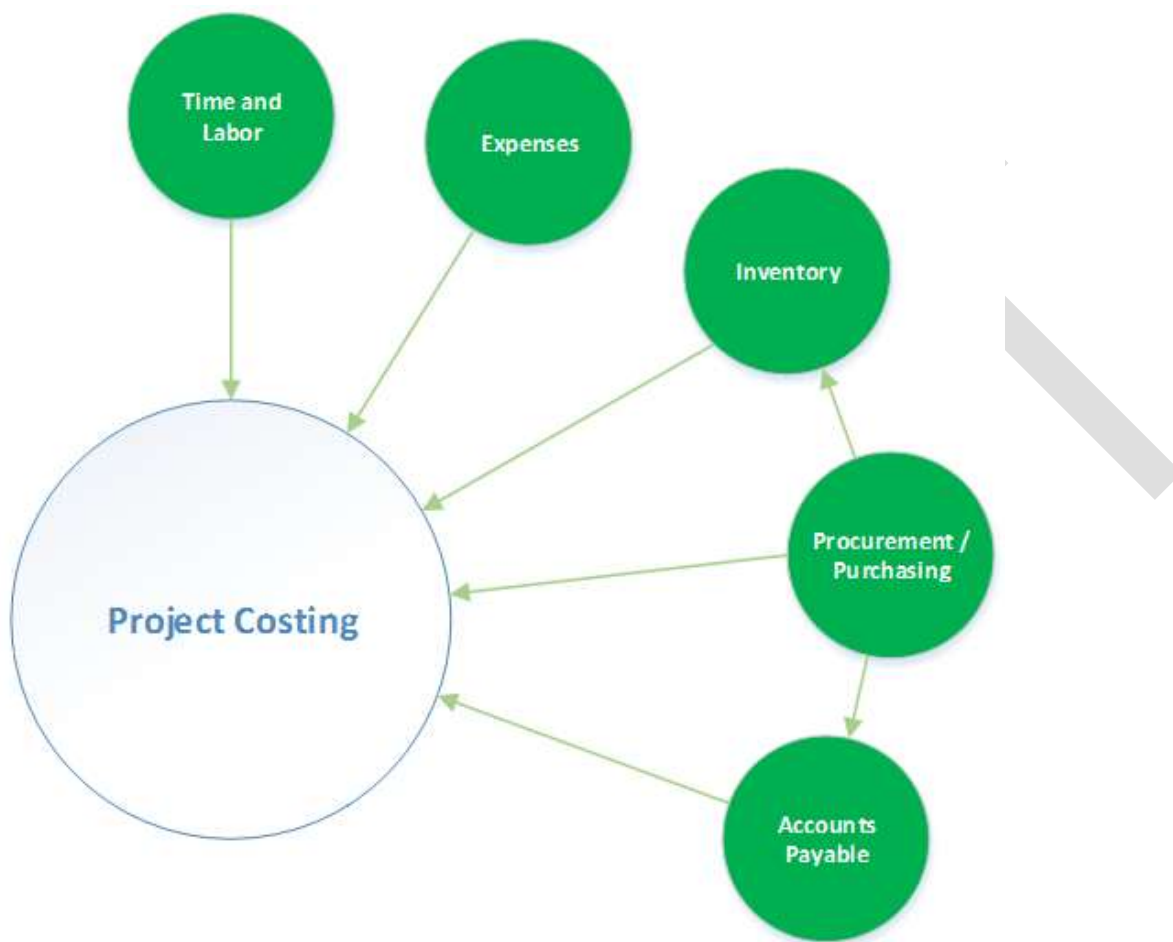 Time and
Labor
Expenses
Inventory
Procurement /
Purchasing
Project Costing
Accounts
Payable